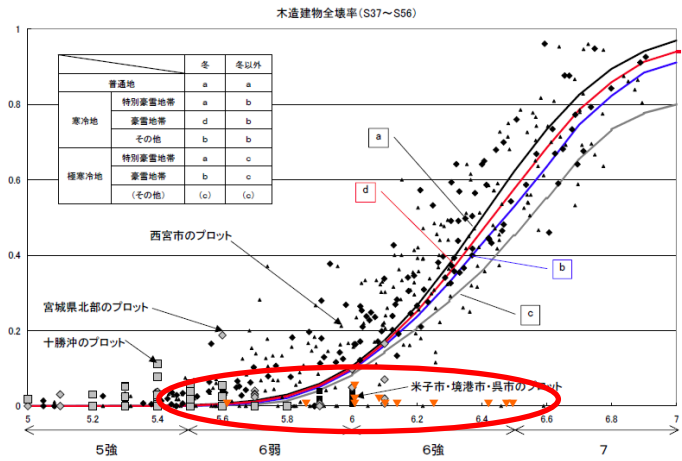 木造建物全壊率(S37～S56)
1
0.8
0.6
0.4
0.2
0
冬 冬以外
普通地 a a
寒冷地 特別豪雪地帯 a b
豪雪地帯 d b
その他 b b
極寒冷地 特別豪雪地帯 a c
豪雪地帯 b c
(その他) (c) (c)
a
d
西宮市のプロット
b
宮城県北部のプロット
c
十勝沖のプロット
米子市・境港市・呉市のプロット
5 5.2 5.4 5.6 5.8 6 6.2 6.4 6.6 6.8 7
5強 6弱 6強 7